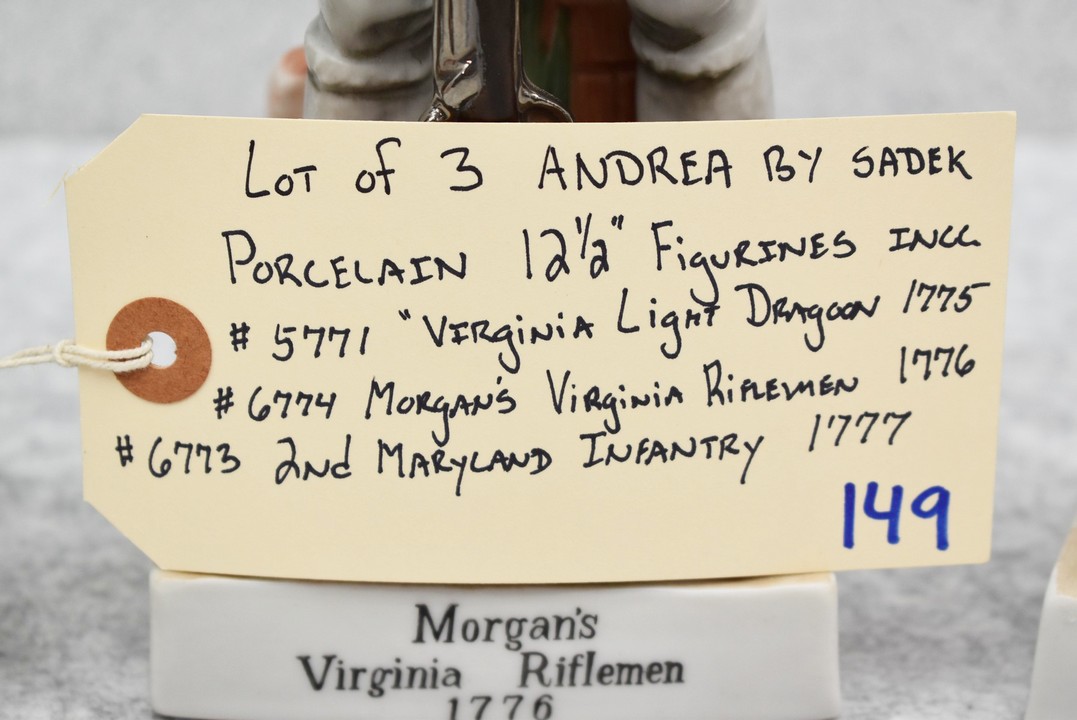 Lot of 3 ANDREA BY SADEK
PORCELAIN 12½" FigURINES INCL
# 5771 "VIRginiA Light DRAgoon 1775
# 6774 MORgAN'S VIRginiA RiFLEMEN 1776
# 6773 2nd MARYLAND INFANTRY 1777
149
Morgan's
Virginia Riflemen
1776